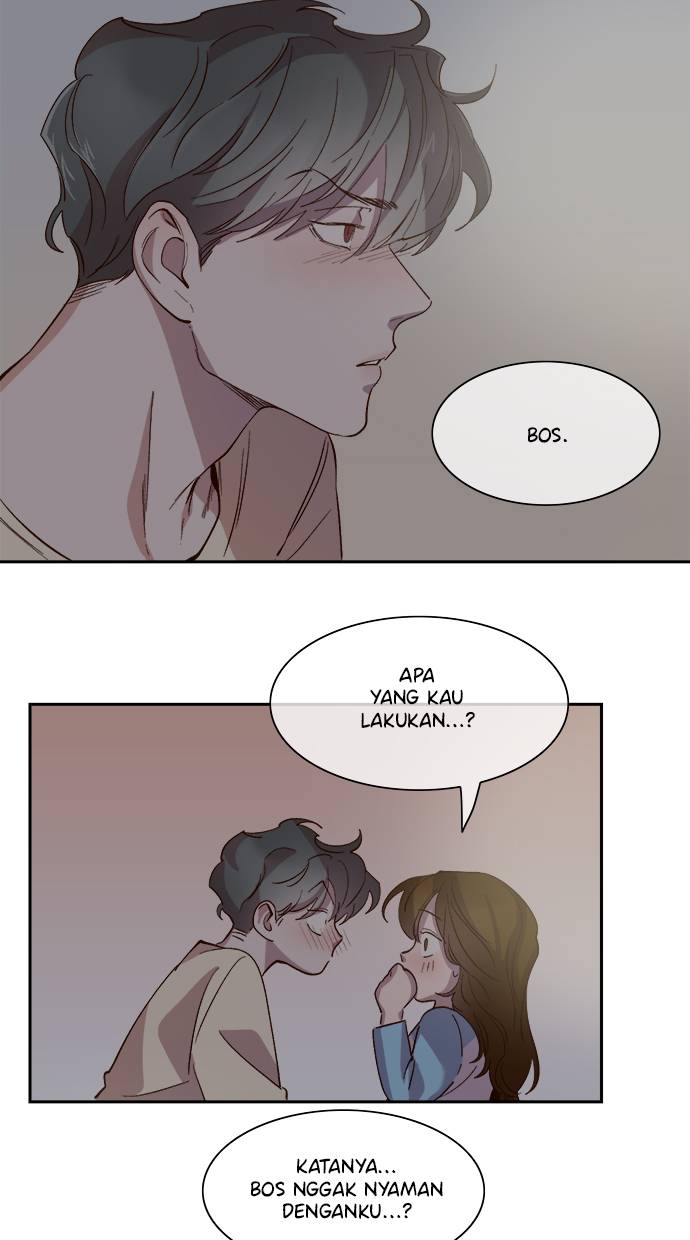 BOS.
APA
YANG KAU
LAKUKAN...?
KATANYA...
BOS NGGAK NYAMAN
DENGANKU...?